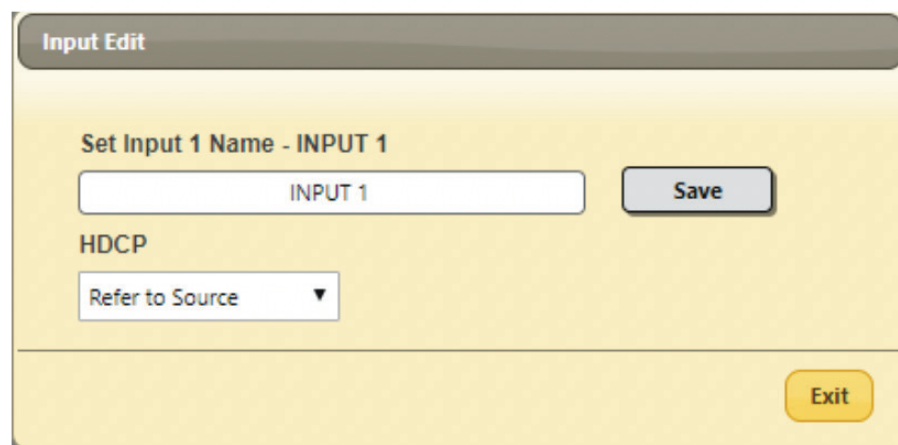 Input Edit
Set Input 1 Name - INPUT 1
INPUT 1
Save
HDCP
Refer to Source
Exit